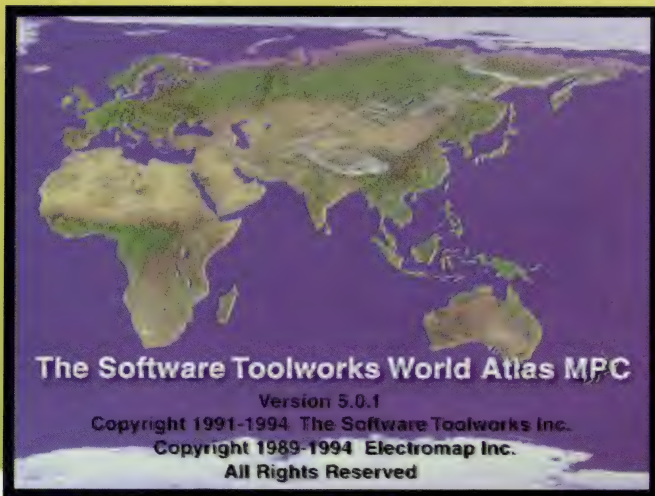 The Software Toolworks World Atlas MPC
Version 5.0.1
Copyright 1991-1994 The Software Toolworks Inc.
Copyright 1989-1994 Electromap Inc.
All Rights Reserved